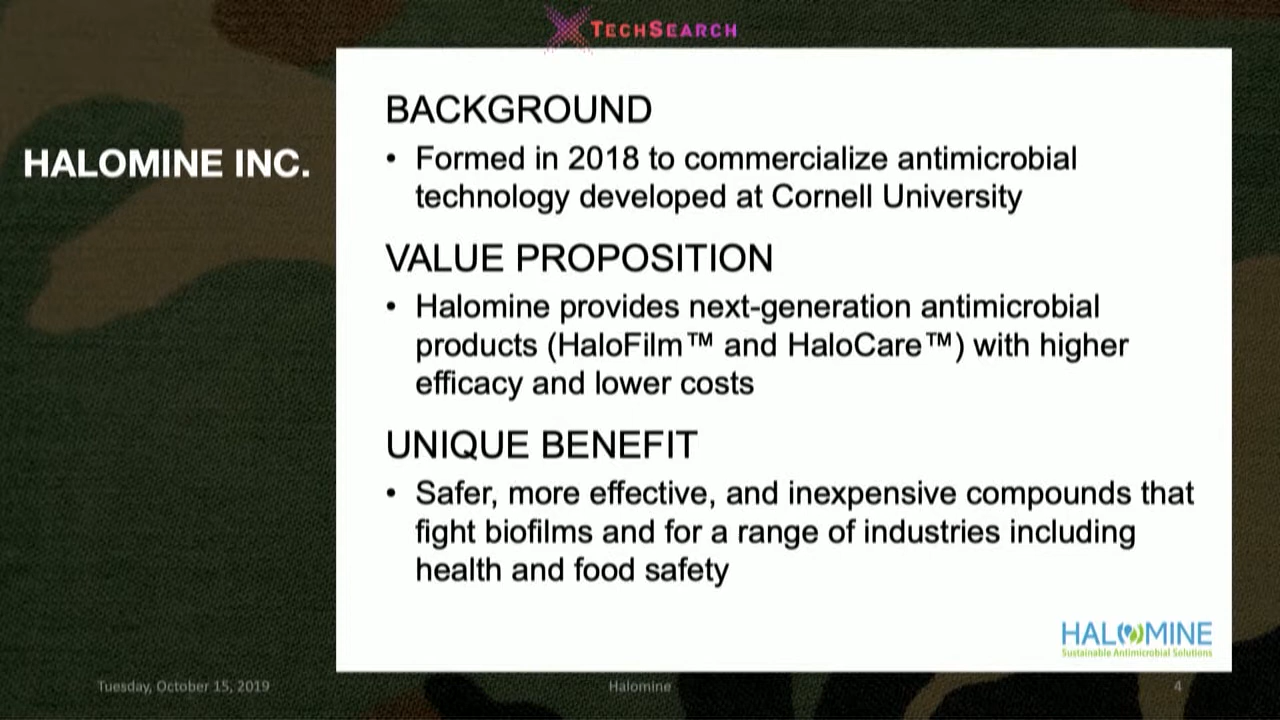 TECHSEARCH
HALOMINE INC.
BACKGROUND
• Formed in 2018 to commercialize antimicrobial
technology developed at Cornell University
VALUE PROPOSITION
• Halomine provides next-generation antimicrobial
products (HaloFilm™ and HaloCare™) with higher
efficacy and lower costs
UNIQUE BENEFIT
• Safer, more effective, and inexpensive compounds that
fight biofilms and for a range of industries including
health and food safety
HALOMINE
Sustainable Antimicrobial Solutions
Tuesday, October 15, 2019
Halomine
4